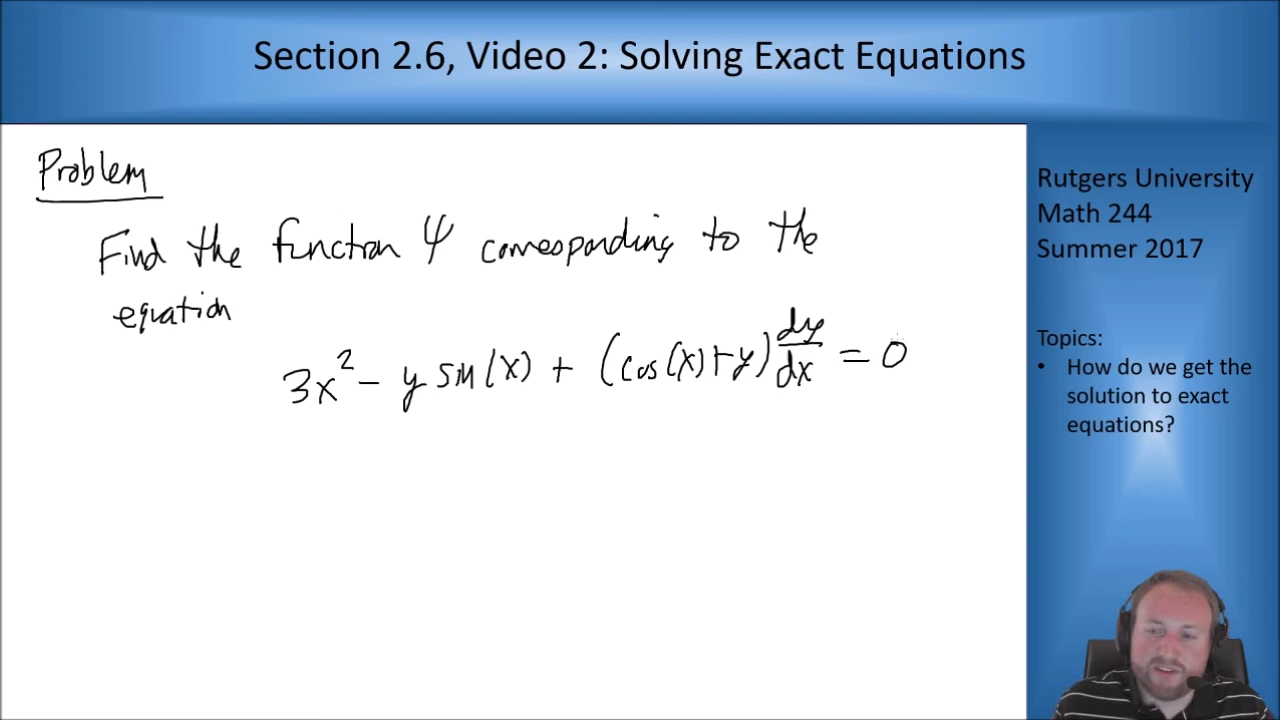 Section 2.6, Video 2: Solving Exact Equations
Problem
Find the function Ψ corresponding to the
equation
3x² - y sin(x) + (cos(x)+y) dy/dx = 0
Rutgers University
Math 244
Summer 2017
Topics:
• How do we get the
solution to exact
equations?